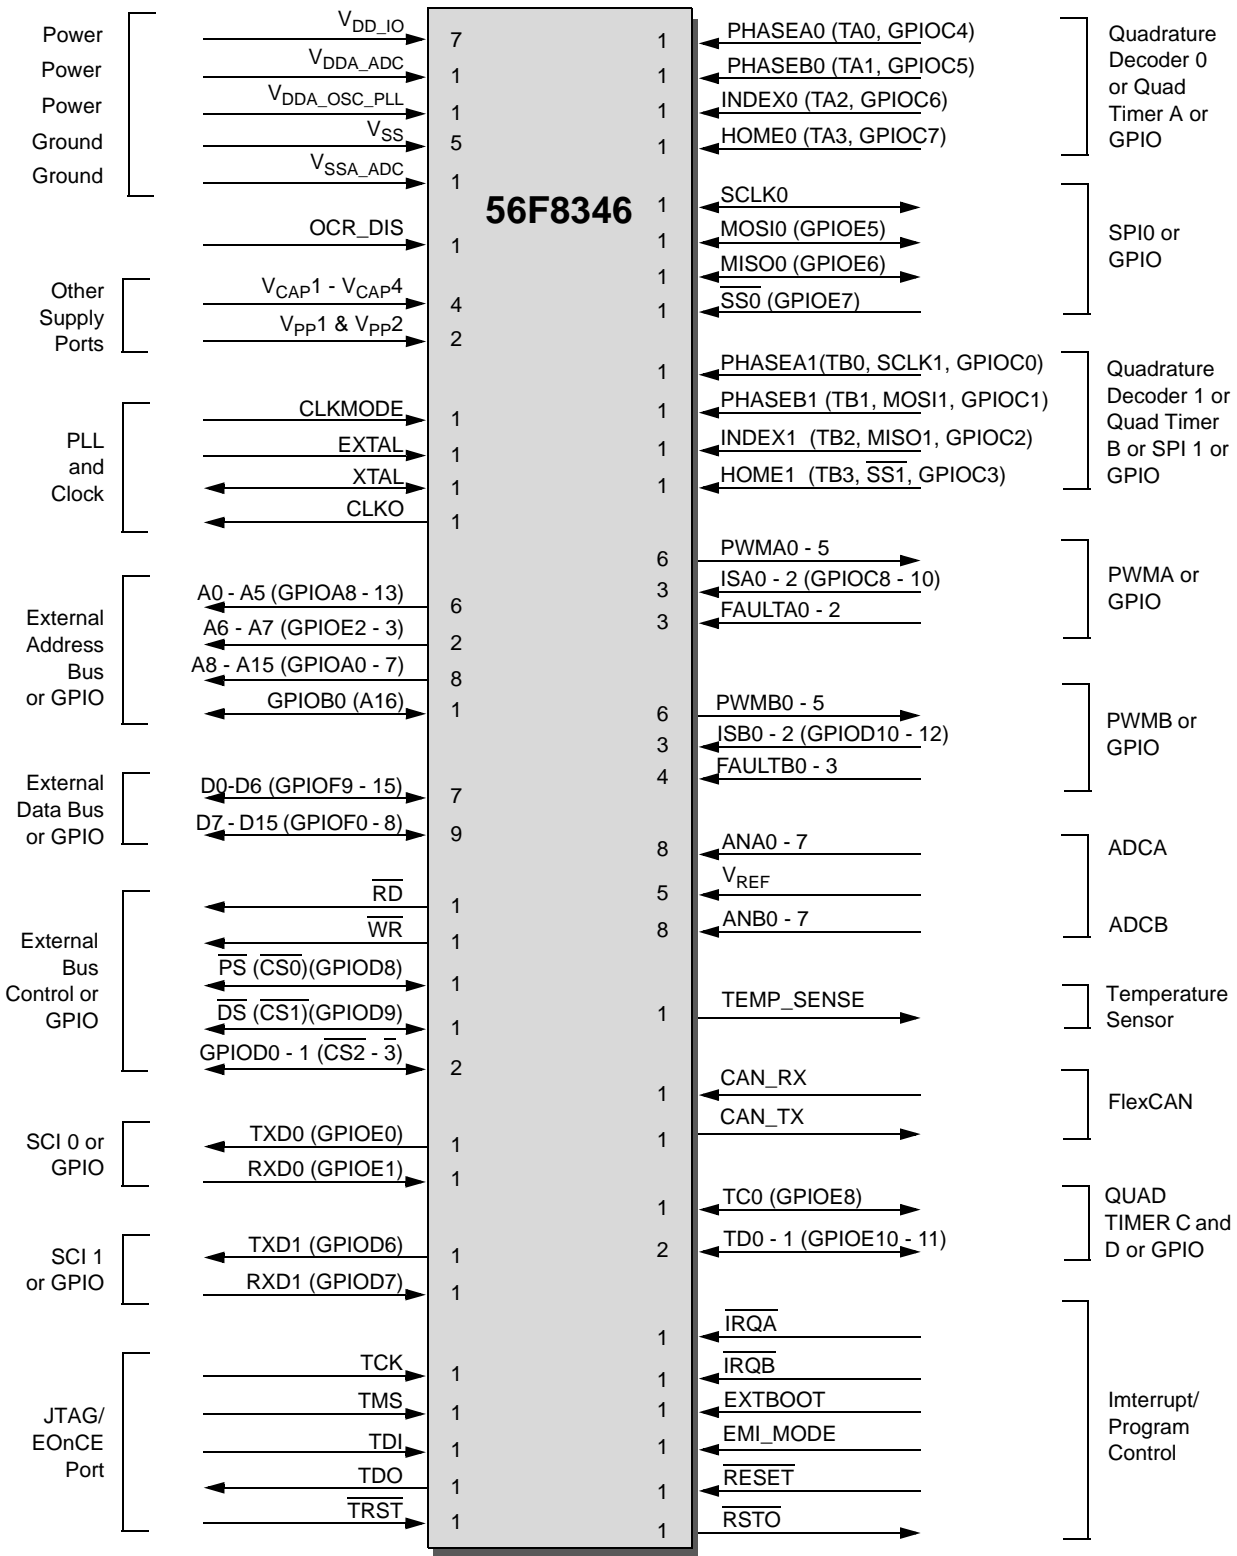 56F8346
Power
V_DD_IO
7
Power
V_DDA_ADC
1
Power
V_DDA_OSC_PLL
1
Ground
V_SS
5
Ground
V_SSA_ADC
1
OCR_DIS
1
Other
Supply
Ports
V_CAP1 - V_CAP4
4
V_PP1 & V_PP2
2
PLL
and
Clock
CLKMODE
1
EXTAL
1
XTAL
1
CLKO
1
External
Address
Bus
or GPIO
A0 - A5 (GPIOA8 - 13)
6
A6 - A7 (GPIOE2 - 3)
2
A8 - A15 (GPIOA0 - 7)
8
GPIOB0 (A16)
1
External
Data Bus
or GPIO
D0-D6 (GPIOF9 - 15)
7
D7 - D15 (GPIOF0 - 8)
9
External
Bus
Control or
GPIO
RD
1
WR
1
PS (CS0)(GPIOD8)
1
DS (CS1)(GPIOD9)
1
GPIOD0 - 1 (CS2 - 3)
2
SCI 0 or
GPIO
TXD0 (GPIOE0)
1
RXD0 (GPIOE1)
1
SCI 1
or GPIO
TXD1 (GPIOD6)
1
RXD1 (GPIOD7)
1
JTAG/
EOnCE
Port
TCK
1
TMS
1
TDI
1
TDO
1
TRST
1
1
PHASEA0 (TA0, GPIOC4)
1
PHASEB0 (TA1, GPIOC5)
1
INDEX0 (TA2, GPIOC6)
1
HOME0 (TA3, GPIOC7)
Quadrature
Decoder 0
or Quad
Timer A or
GPIO
1
SCLK0
1
MOSI0 (GPIOE5)
1
MISO0 (GPIOE6)
1
SS0 (GPIOE7)
SPI0 or
GPIO
1
PHASEA1(TB0, SCLK1, GPIOC0)
1
PHASEB1 (TB1, MOSI1, GPIOC1)
1
INDEX1 (TB2, MISO1, GPIOC2)
1
HOME1 (TB3, SS1, GPIOC3)
Quadrature
Decoder 1 or
Quad Timer
B or SPI 1 or
GPIO
6
PWMA0 - 5
3
ISA0 - 2 (GPIOC8 - 10)
3
FAULTA0 - 2
PWMA or
GPIO
6
PWMB0 - 5
3
ISB0 - 2 (GPIOD10 - 12)
4
FAULTB0 - 3
PWMB or
GPIO
8
ANA0 - 7
5
V_REF
8
ANB0 - 7
ADCA
ADCB
1
TEMP_SENSE
Temperature
Sensor
1
CAN_RX
1
CAN_TX
FlexCAN
1
TC0 (GPIOE8)
2
TD0 - 1 (GPIOE10 - 11)
QUAD
TIMER C and
D or GPIO
1
IRQA
1
IRQB
1
EXTBOOT
1
EMI_MODE
1
RESET
1
RSTO
Imterrupt/
Program
Control